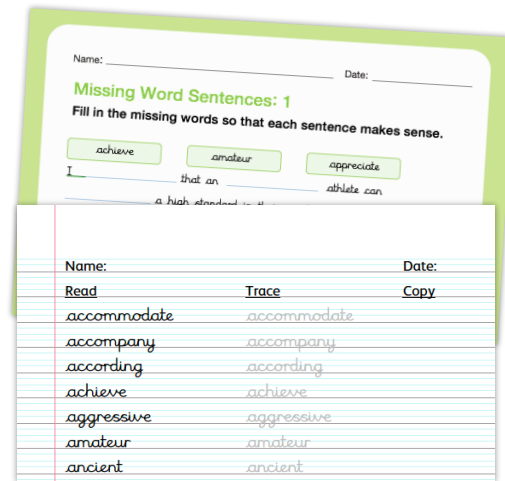 Name: Date:
Missing Word Sentences: 1
Fill in the missing words so that each sentence makes sense.
achieve amateur appreciate
I that an athlete can
a high standard in
Name: Date:
Read Trace Copy
accommodate accommodate
accompany accompany
according according
achieve achieve
aggressive aggressive
amateur amateur
ancient ancient